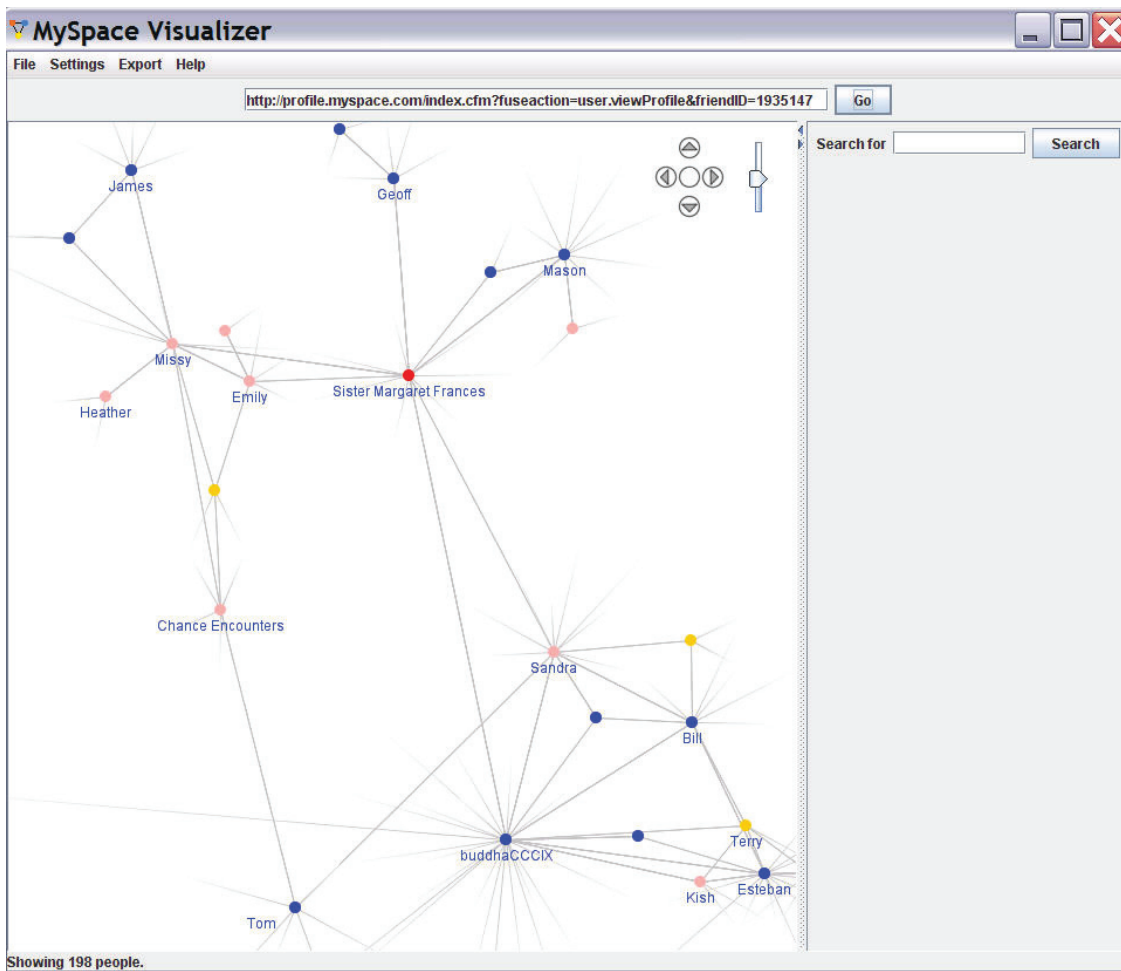 MySpace Visualizer
File Settings Export Help
http://profile.myspace.com/index.cfm?fuseaction=user.viewProfile&friendID=1935147 Go
Search for Search
James
Geoff
Mason
Missy
Emily
Sister Margaret Frances
Heather
Chance Encounters
Sandra
Bill
Terry
buddhaCCCIX
Kish
Esteban
Tom
Showing 198 people.